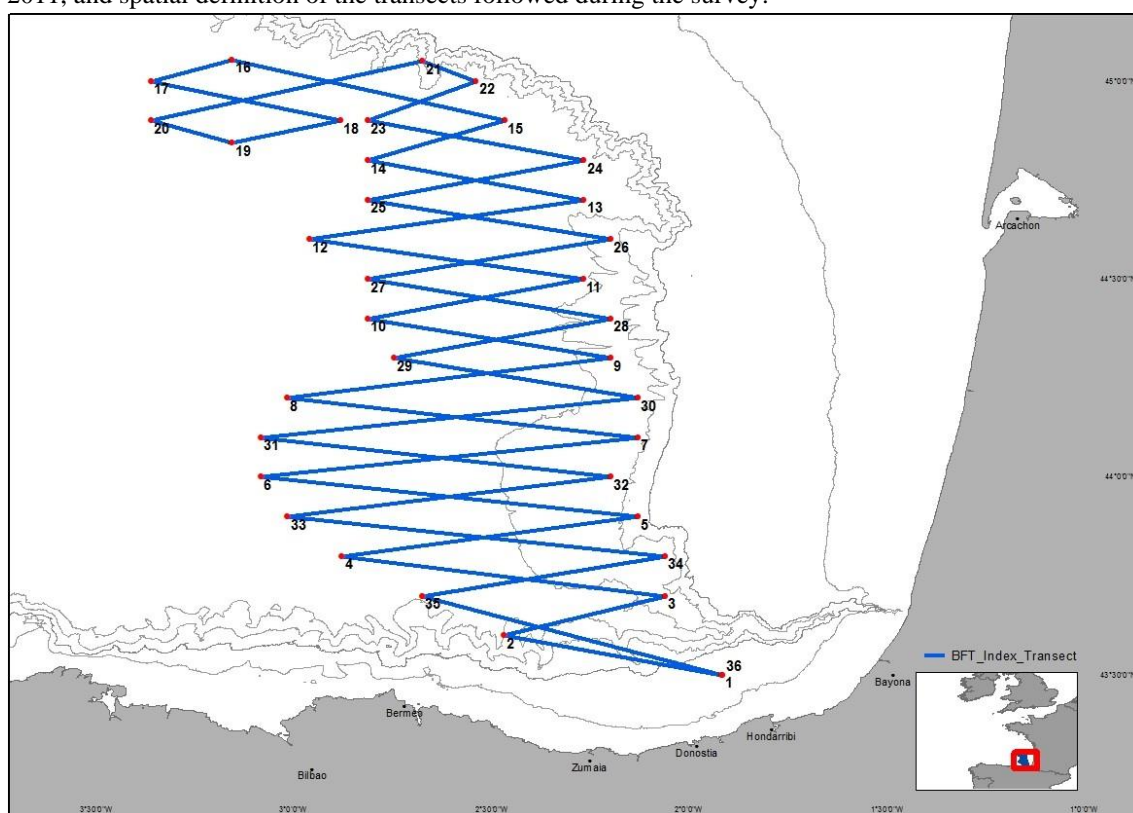 2011, and spatial definition of the transects followed during the survey.
16
21
17
22
45°0'0"N
20
18
23
15
19
14
24
25
13
Arcachon
12
26
27
11
44°30'0"N
10
28
29
9
8
30
31
7
6
32
44°0'0"N
33
5
4
34
35
3
2
36
1
43°30'0"N
BFT_Index_Transect
Bayona
Bermeo
Hondarribi
Donostia
Zumaia
Bilbao
3°30'0"W
3°0'0"W
2°30'0"W
2°0'0"W
1°30'0"W
1°0'0"W